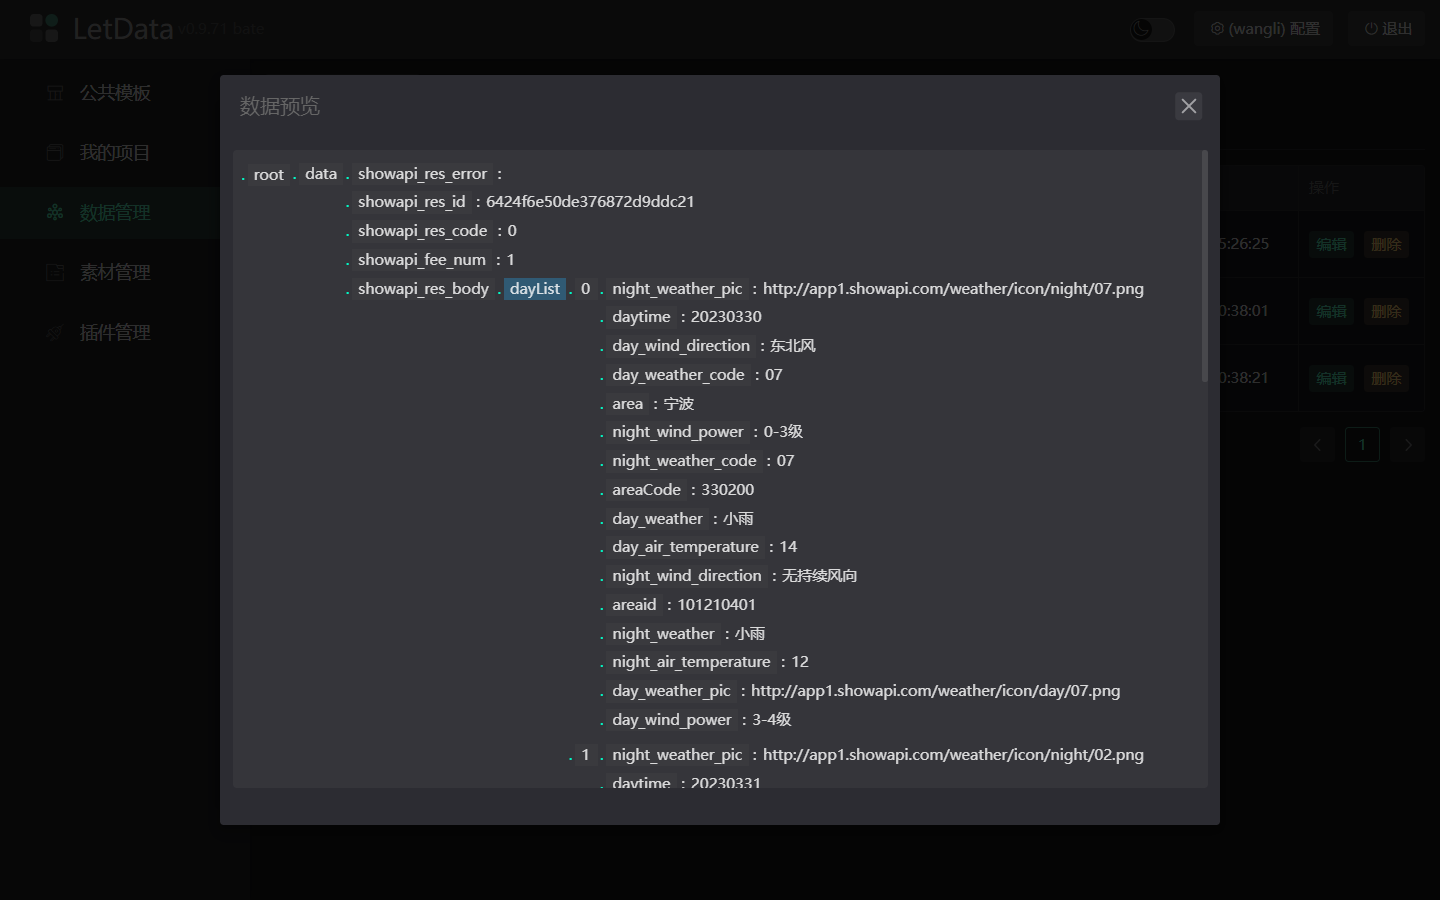 LetData v0.9.71 bate
(wangli) 配置
退出
公共模板
我的项目
数据管理
素材管理
插件管理
数据预览
. root . data . showapi_res_error :
. showapi_res_id : 6424f6e50de376872d9ddc21
. showapi_res_code : 0
. showapi_fee_num : 1
. showapi_res_body . dayList . 0 . night_weather_pic : http://app1.showapi.com/weather/icon/night/07.png
. daytime : 20230330
. day_wind_direction : 东北风
. day_weather_code : 07
. area : 宁波
. night_wind_power : 0-3级
. night_weather_code : 07
. areaCode : 330200
. day_weather : 小雨
. day_air_temperature : 14
. night_wind_direction : 无持续风向
. areaid : 101210401
. night_weather : 小雨
. night_air_temperature : 12
. day_weather_pic : http://app1.showapi.com/weather/icon/day/07.png
. day_wind_power : 3-4级
. 1 . night_weather_pic : http://app1.showapi.com/weather/icon/night/02.png
. daytime : 20230331
操作
5:26:25 编辑 删除
0:38:01 编辑 删除
0:38:21 编辑 删除
1